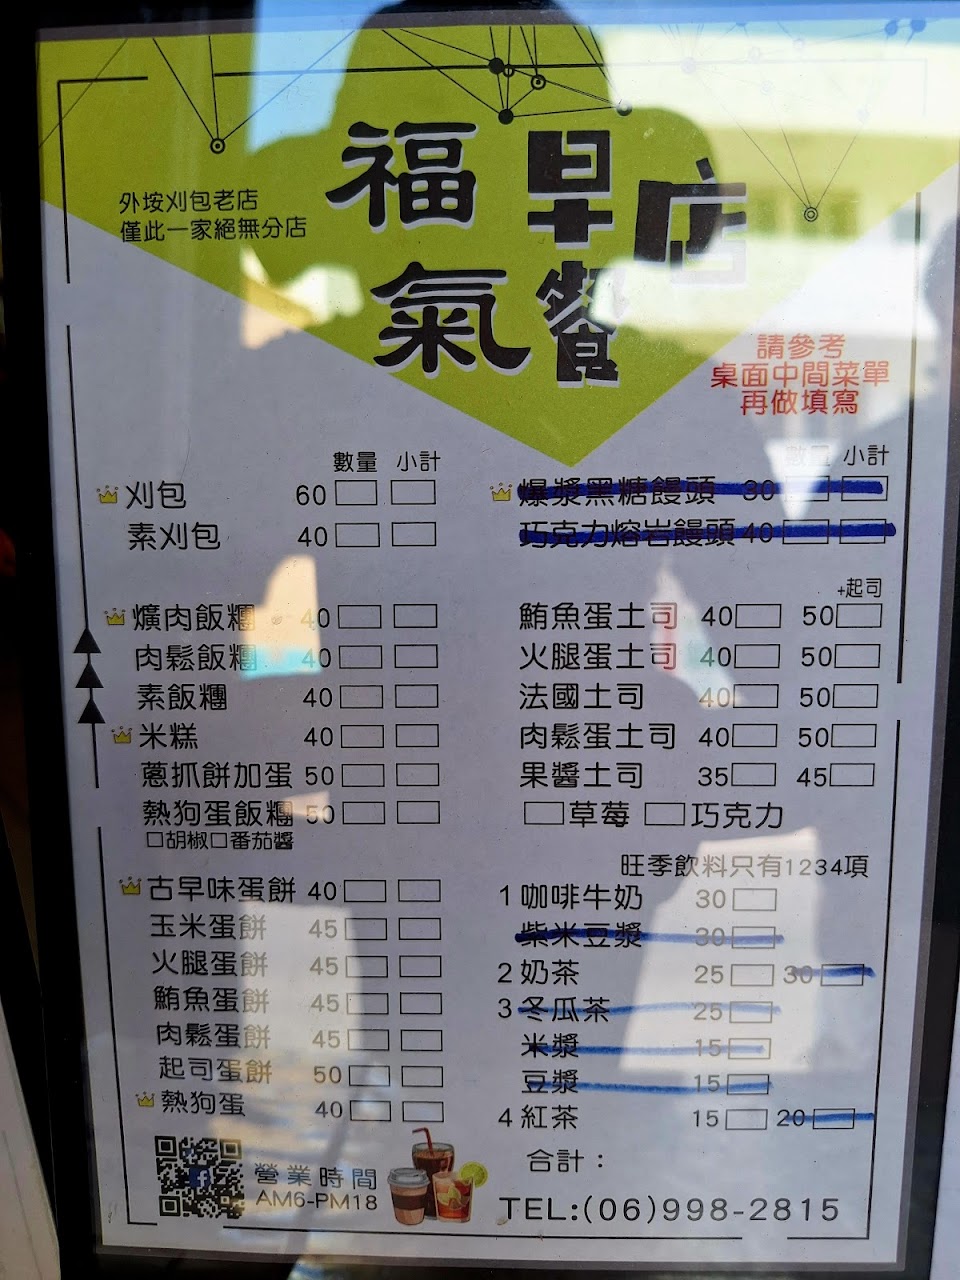 福氣早餐店
外垵刈包老店
僅此一家絕無分店
請參考
桌面中間菜單
再做填寫
數量 小計
刈包 60
素刈包 40
爌肉飯糰 40
肉鬆飯糰 40
素飯糰 40
米糕 40
蔥抓餅加蛋 50
熱狗蛋飯糰 50
□胡椒□番茄醬
古早味蛋餅 40
玉米蛋餅 45
火腿蛋餅 45
鮪魚蛋餅 45
肉鬆蛋餅 45
起司蛋餅 50
熱狗蛋 40
營業時間
AM6-PM18
數量 小計
爆漿黑糖饅頭 30
巧克力熔岩饅頭 40
+起司
鮪魚蛋土司 40 50
火腿蛋土司 40 50
法國土司 40 50
肉鬆蛋土司 40 50
果醬土司 35 45
□草莓 □巧克力
旺季飲料只有1234項
1 咖啡牛奶 30
紫米豆漿 30
2 奶茶 25 30
3 冬瓜茶 25
米漿 15
豆漿 15
4 紅茶 15 20
合計：
TEL:(06)998-2815